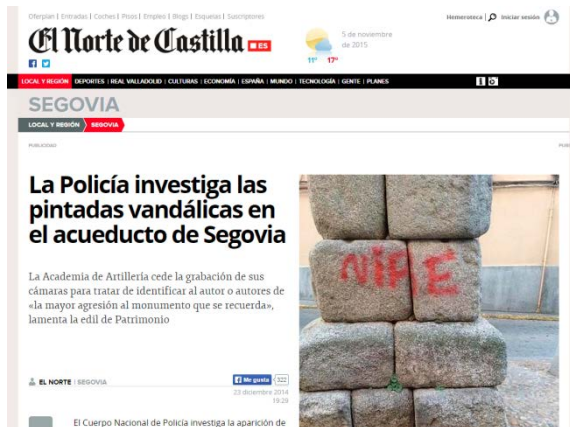 Oferplan | Entradas | Coches | Pisos | Empleo | Blogs | Esquelas | Suscriptores
Hemeroteca | Iniciar sesión
El Norte de Castilla ES
5 de noviembre
de 2015
11° 17°
LOCAL Y REGIÓN DEPORTES | REAL VALLADOLID | CULTURAS | ECONOMÍA | ESPAÑA | MUNDO | TECNOLOGÍA | GENTE | PLANES
SEGOVIA
LOCAL Y REGIÓN SEGOVIA
PUBLICIDAD
La Policía investiga las
pintadas vandálicas en
el acueducto de Segovia
La Academia de Artillería cede la grabación de sus
cámaras para tratar de identificar al autor o autores de
«la mayor agresión al monumento que se recuerda»,
lamenta la edil de Patrimonio
EL NORTE | SEGOVIA
Me gusta 322
23 diciembre 2014
19:29
El Cuerpo Nacional de Policía investiga la aparición de